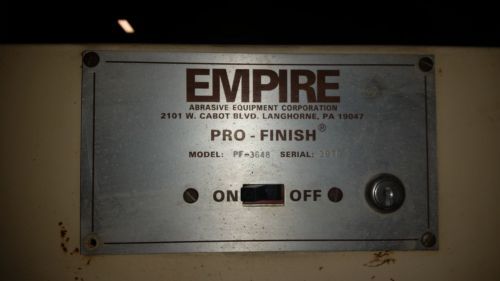 EMPIRE
ABRASIVE EQUIPMENT CORPORATION
2101 W. CABOT BLVD. LANGHORNE, PA 19047
PRO - FINISH®
MODEL: PF-3648 SERIAL:
ON OFF